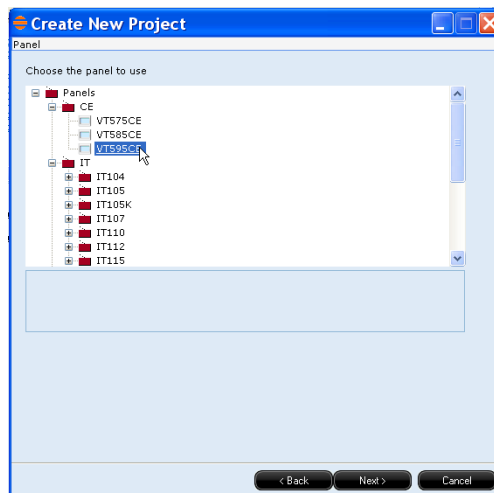 Create New Project
Panel
Choose the panel to use
Panels
CE
VT575CE
VT585CE
VT595CE
IT
IT104
IT105
IT105K
IT107
IT110
IT112
IT115
< Back
Next >
Cancel